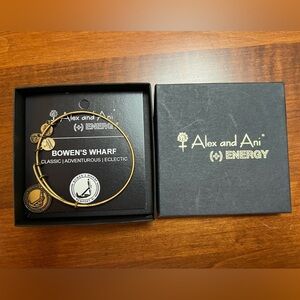 Alex and Ani
(+) ENERGY
BOWEN'S WHARF
CLASSIC | ADVENTUROUS | ECLECTIC
Alex and Ani®
(+) ENERGY